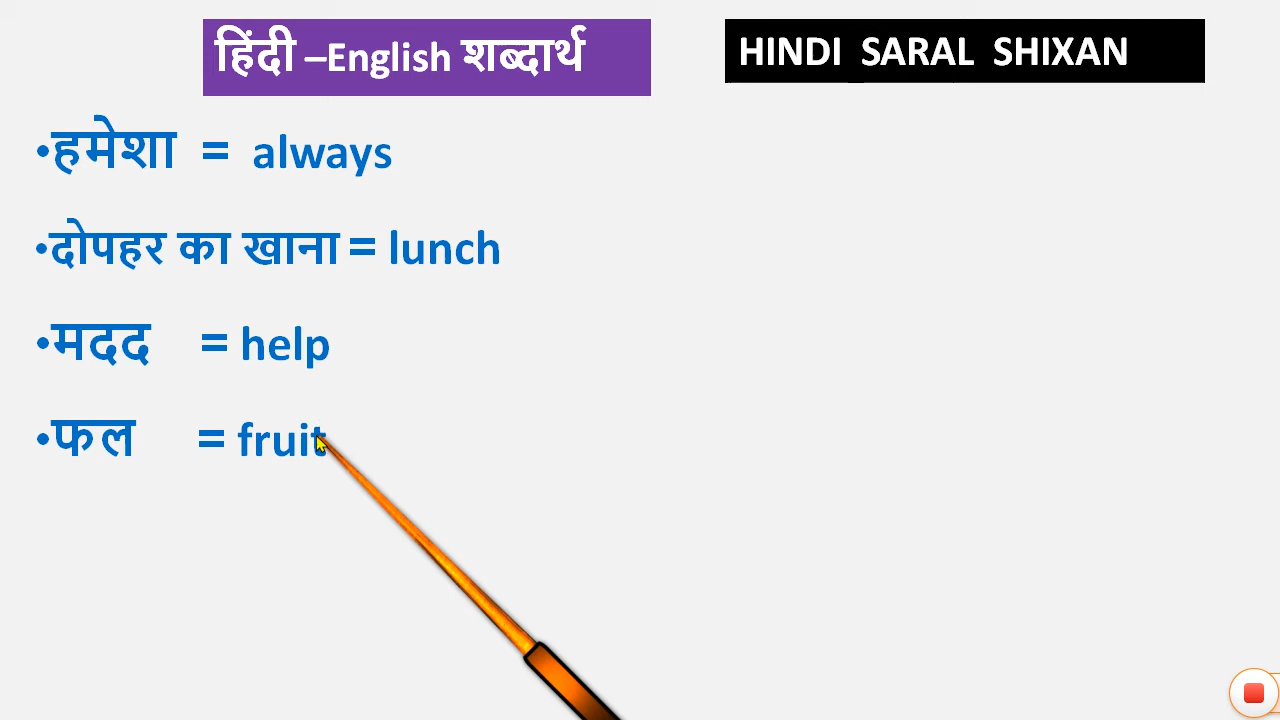 हिंदी –English शब्दार्थ
HINDI SARAL SHIXAN
•हमेशा = always
•दोपहर का खाना = lunch
•मदद = help
•फल = fruit